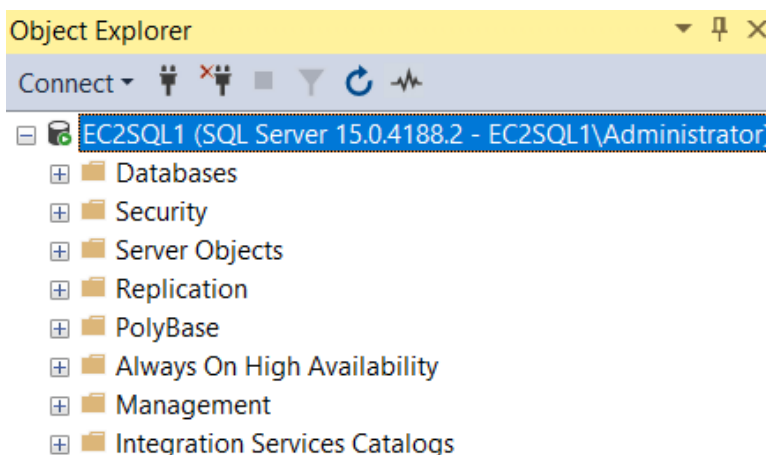 Object Explorer
Connect
EC2SQL1 (SQL Server 15.0.4188.2 - EC2SQL1\Administrator)
Databases
Security
Server Objects
Replication
PolyBase
Always On High Availability
Management
Integration Services Catalogs